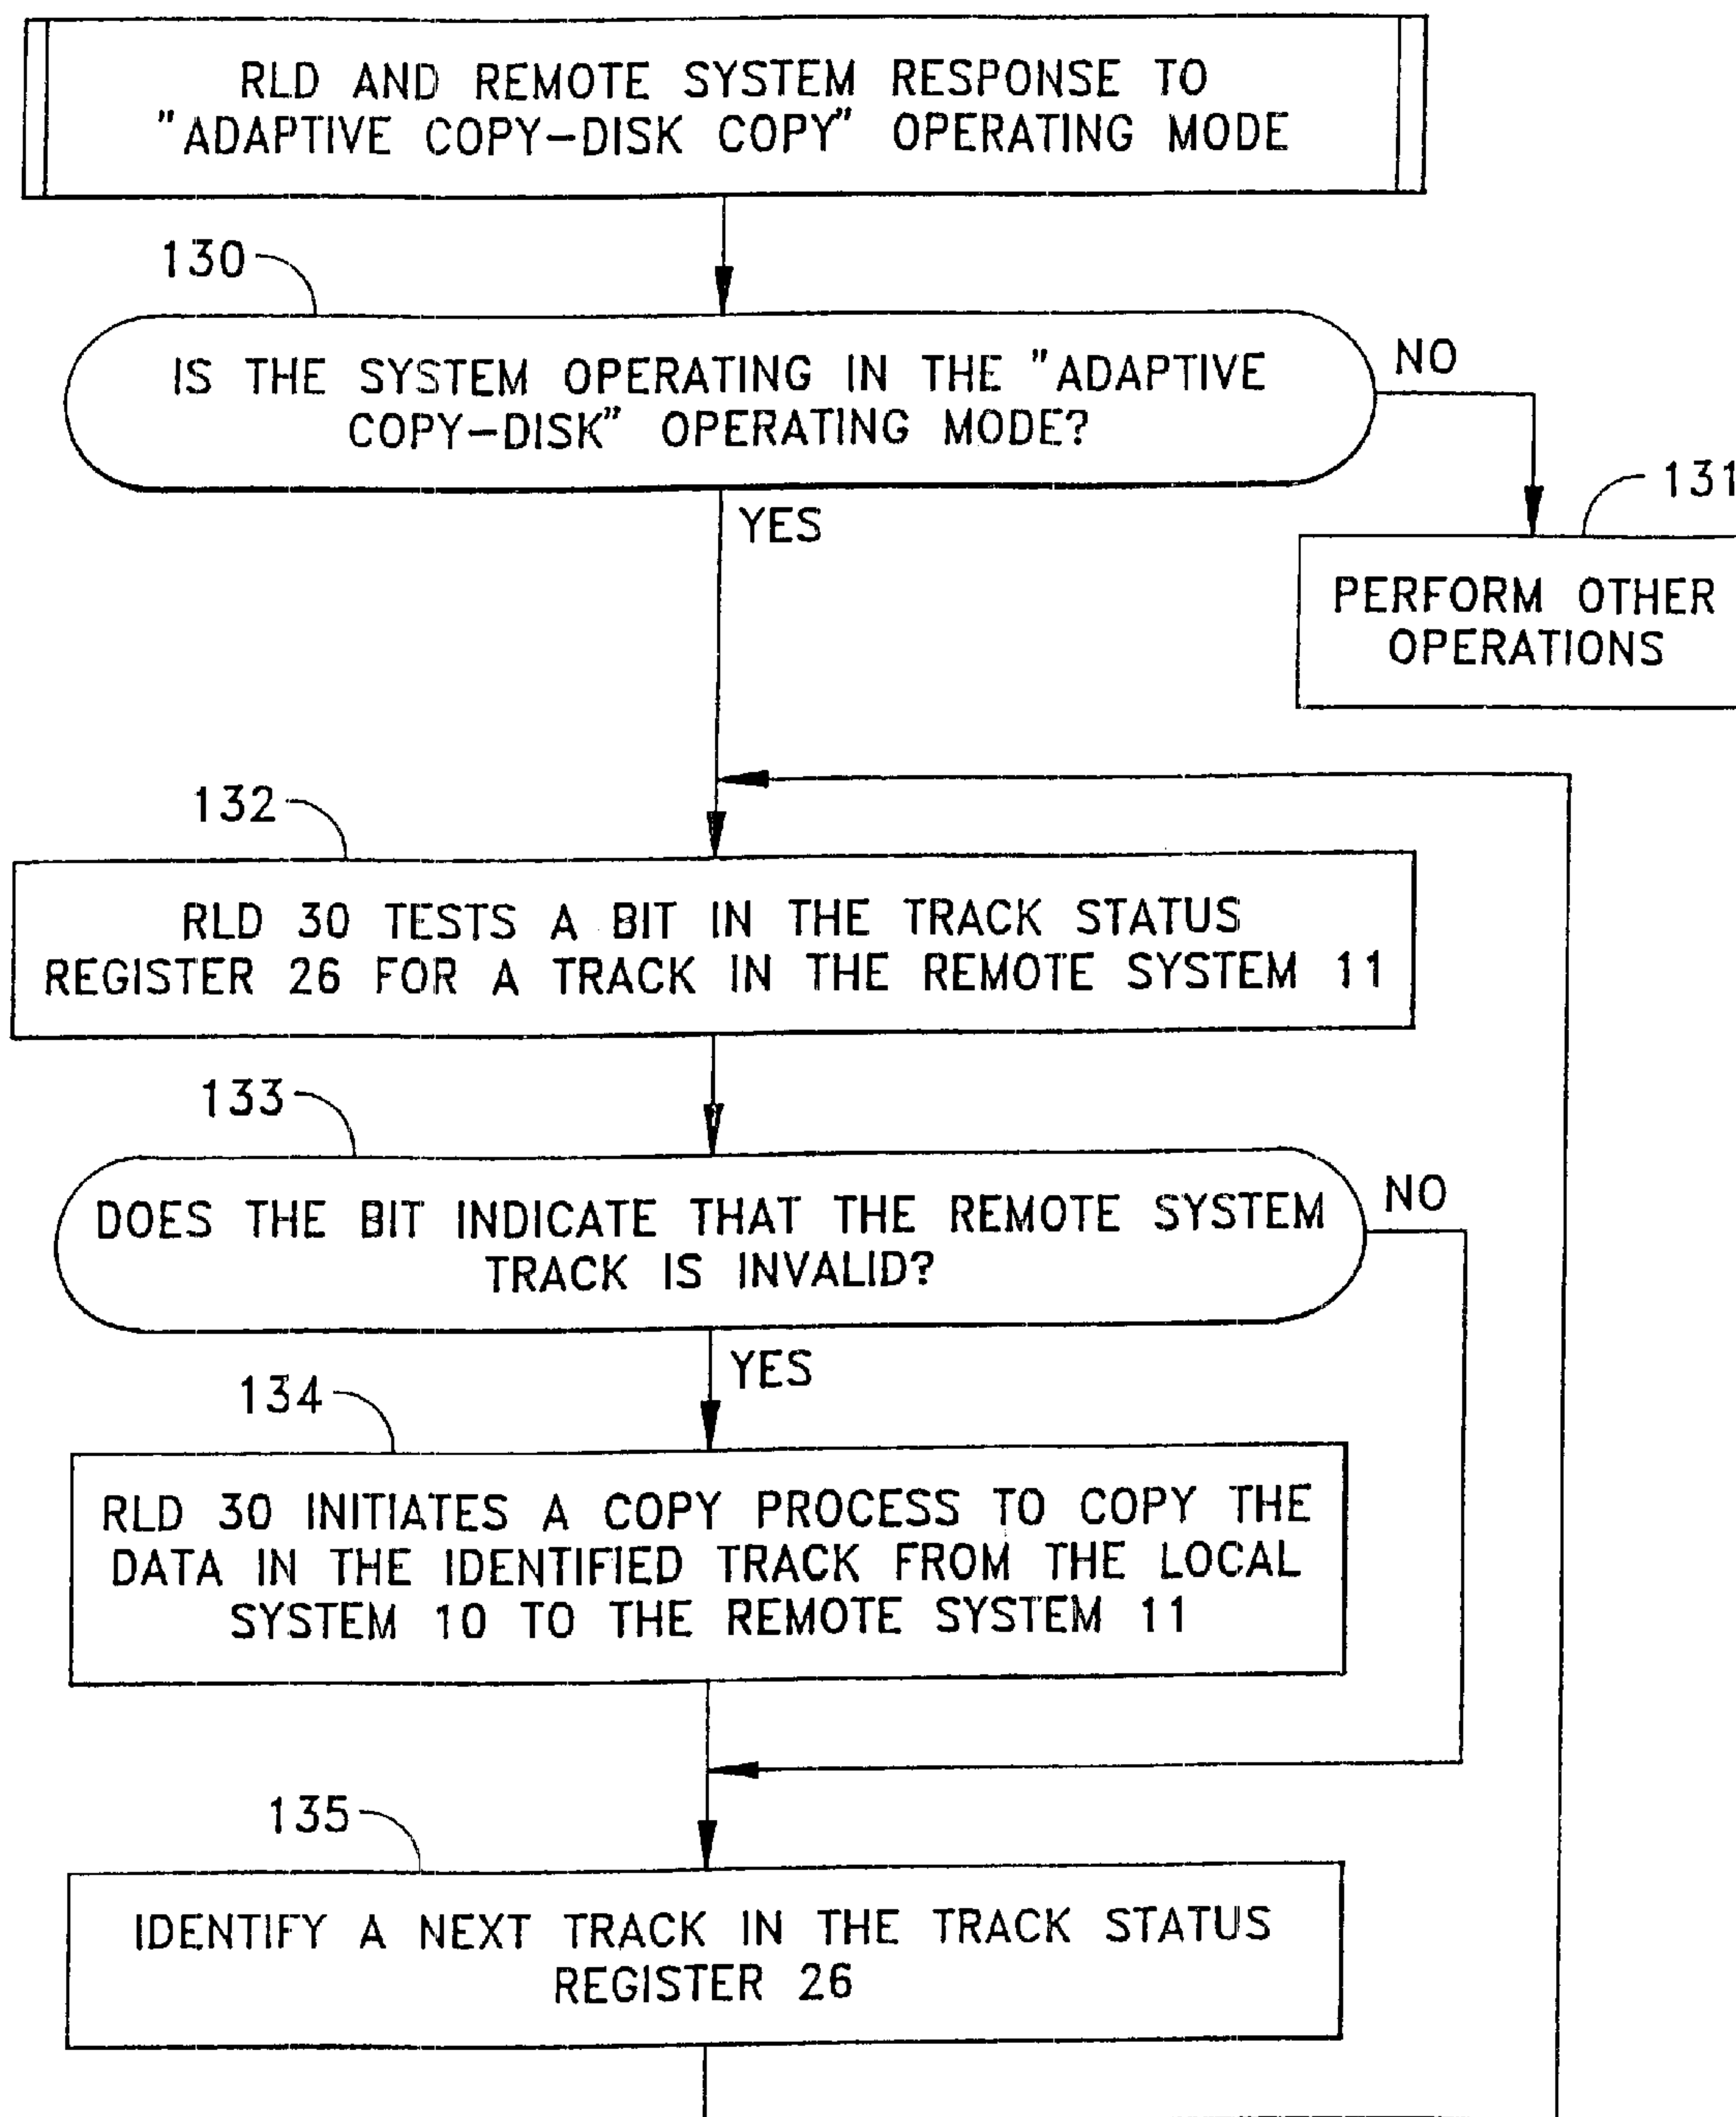 RLD AND REMOTE SYSTEM RESPONSE TO
"ADAPTIVE COPY-DISK COPY" OPERATING MODE
130
IS THE SYSTEM OPERATING IN THE "ADAPTIVE
COPY-DISK" OPERATING MODE?
NO
YES
131
PERFORM OTHER
OPERATIONS
132
RLD 30 TESTS A BIT IN THE TRACK STATUS
REGISTER 26 FOR A TRACK IN THE REMOTE SYSTEM 11
133
DOES THE BIT INDICATE THAT THE REMOTE SYSTEM
TRACK IS INVALID?
NO
YES
134
RLD 30 INITIATES A COPY PROCESS TO COPY THE
DATA IN THE IDENTIFIED TRACK FROM THE LOCAL
SYSTEM 10 TO THE REMOTE SYSTEM 11
135
IDENTIFY A NEXT TRACK IN THE TRACK STATUS
REGISTER 26